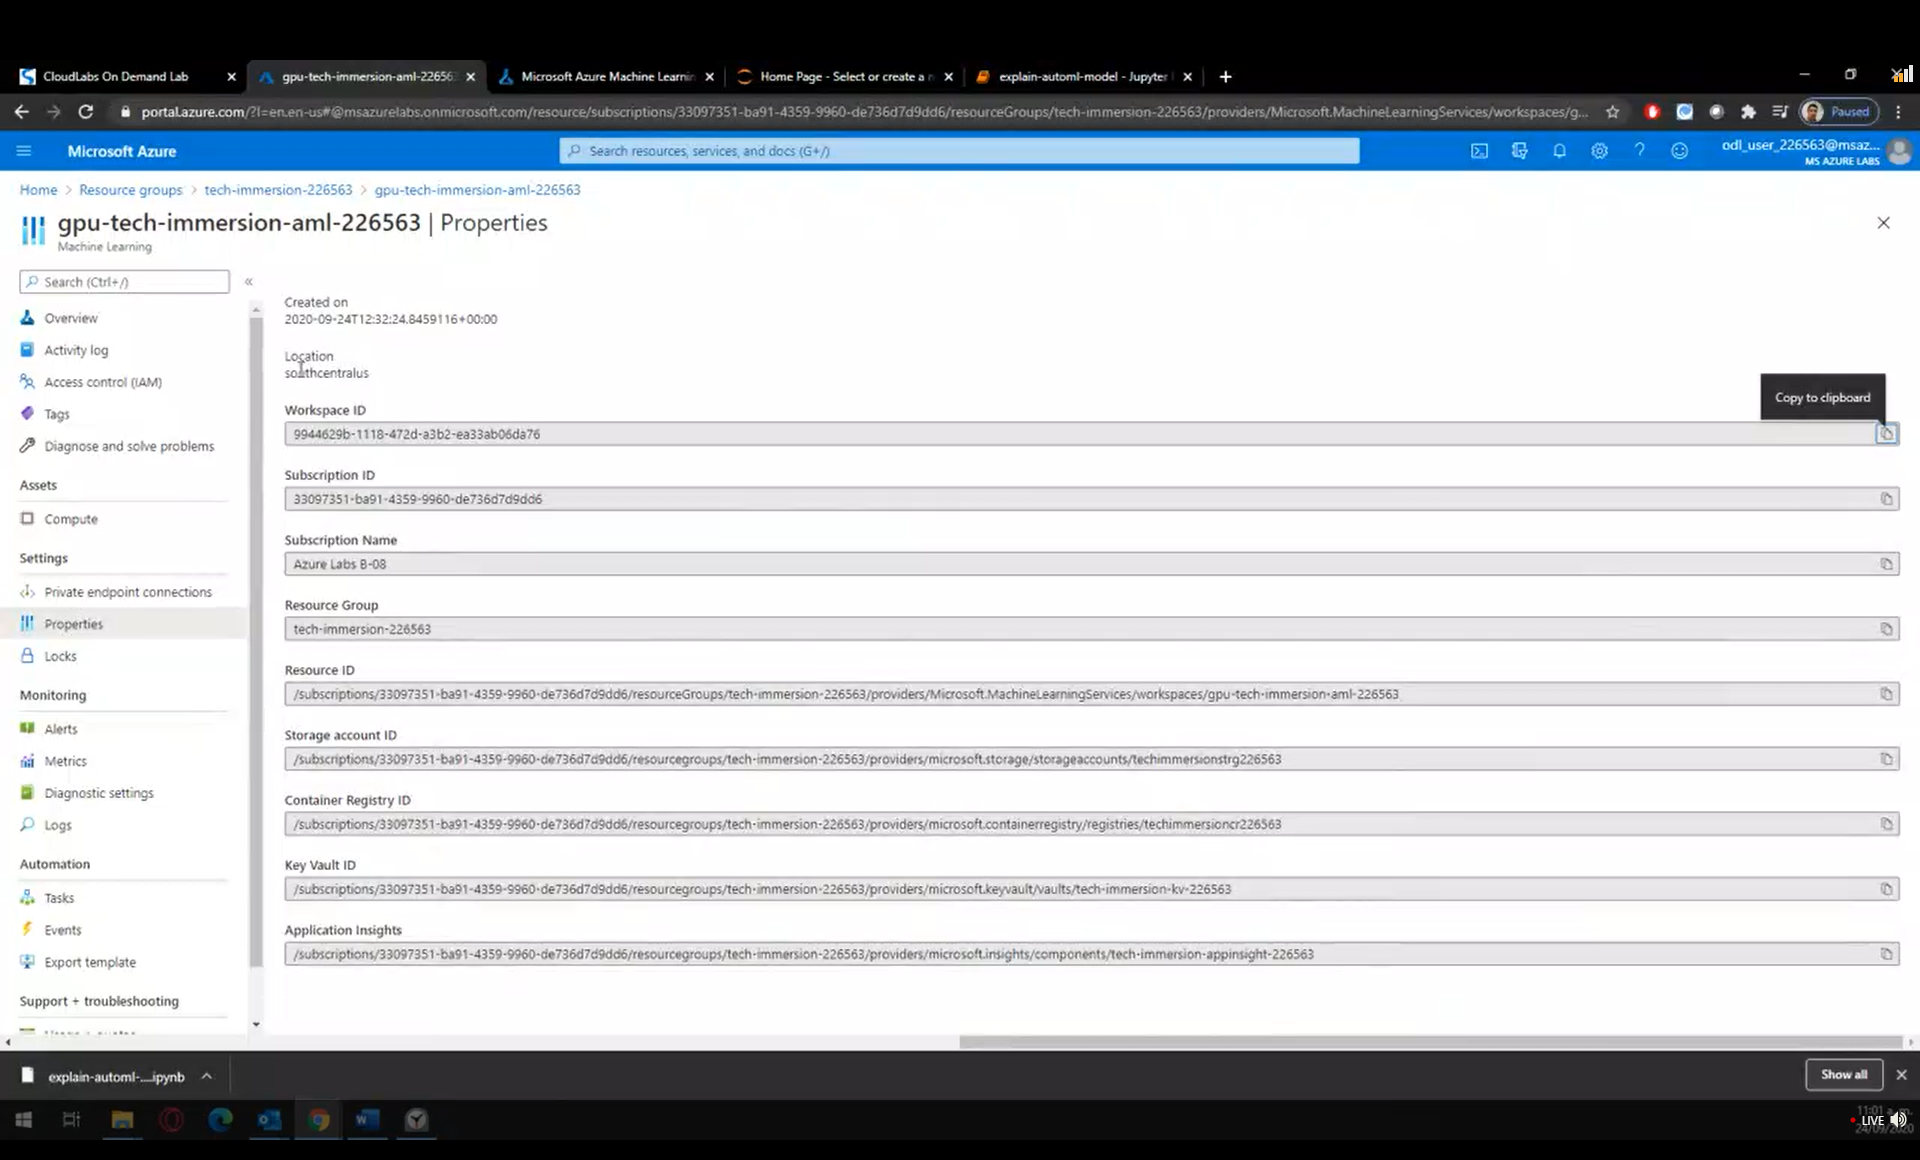 CloudLabs On Demand Lab
gpu-tech-immersion-aml-22656
Microsoft Azure Machine Learnin
Home Page - Select or create a n
explain-automl-model - Jupyter
portal.azure.com/?l=en.en-us#@msazurelabs.onmicrosoft.com/resource/subscriptions/33097351-ba91-4359-9960-de736d7d9dd6/resourceGroups/tech-immersion-226563/providers/Microsoft.MachineLearningServices/workspaces/g...
Paused
Microsoft Azure
Search resources, services, and docs (G+/)
odl_user_226563@msaz...
MS AZURE LABS
Home > Resource groups > tech-immersion-226563 > gpu-tech-immersion-aml-226563
gpu-tech-immersion-aml-226563 | Properties
Machine Learning
Search (Ctrl+/)
«
Overview
Activity log
Access control (IAM)
Tags
Diagnose and solve problems
Assets
Compute
Settings
Private endpoint connections
Properties
Locks
Monitoring
Alerts
Metrics
Diagnostic settings
Logs
Automation
Tasks
Events
Export template
Support + troubleshooting
Created on
2020-09-24T12:32:24.8459116+00:00
Location
southcentralus
Copy to clipboard
Workspace ID
9944629b-1118-472d-a3b2-ea33ab06da76
Subscription ID
33097351-ba91-4359-9960-de736d7d9dd6
Subscription Name
Azure Labs B-08
Resource Group
tech-immersion-226563
Resource ID
/subscriptions/33097351-ba91-4359-9960-de736d7d9dd6/resourceGroups/tech-immersion-226563/providers/Microsoft.MachineLearningServices/workspaces/gpu-tech-immersion-aml-226563
Storage account ID
/subscriptions/33097351-ba91-4359-9960-de736d7d9dd6/resourcegroups/tech-immersion-226563/providers/microsoft.storage/storageaccounts/techimmersionstrg226563
Container Registry ID
/subscriptions/33097351-ba91-4359-9960-de736d7d9dd6/resourcegroups/tech-immersion-226563/providers/microsoft.containerregistry/registries/techimmersioncr226563
Key Vault ID
/subscriptions/33097351-ba91-4359-9960-de736d7d9dd6/resourcegroups/tech-immersion-226563/providers/microsoft.keyvault/vaults/tech-immersion-kv-226563
Application Insights
/subscriptions/33097351-ba91-4359-9960-de736d7d9dd6/resourcegroups/tech-immersion-226563/providers/microsoft.insights/components/tech-immersion-appinsight-226563
explain-automl-....ipynb
Show all
11:01 a. m.
LIVE
24/09/2020